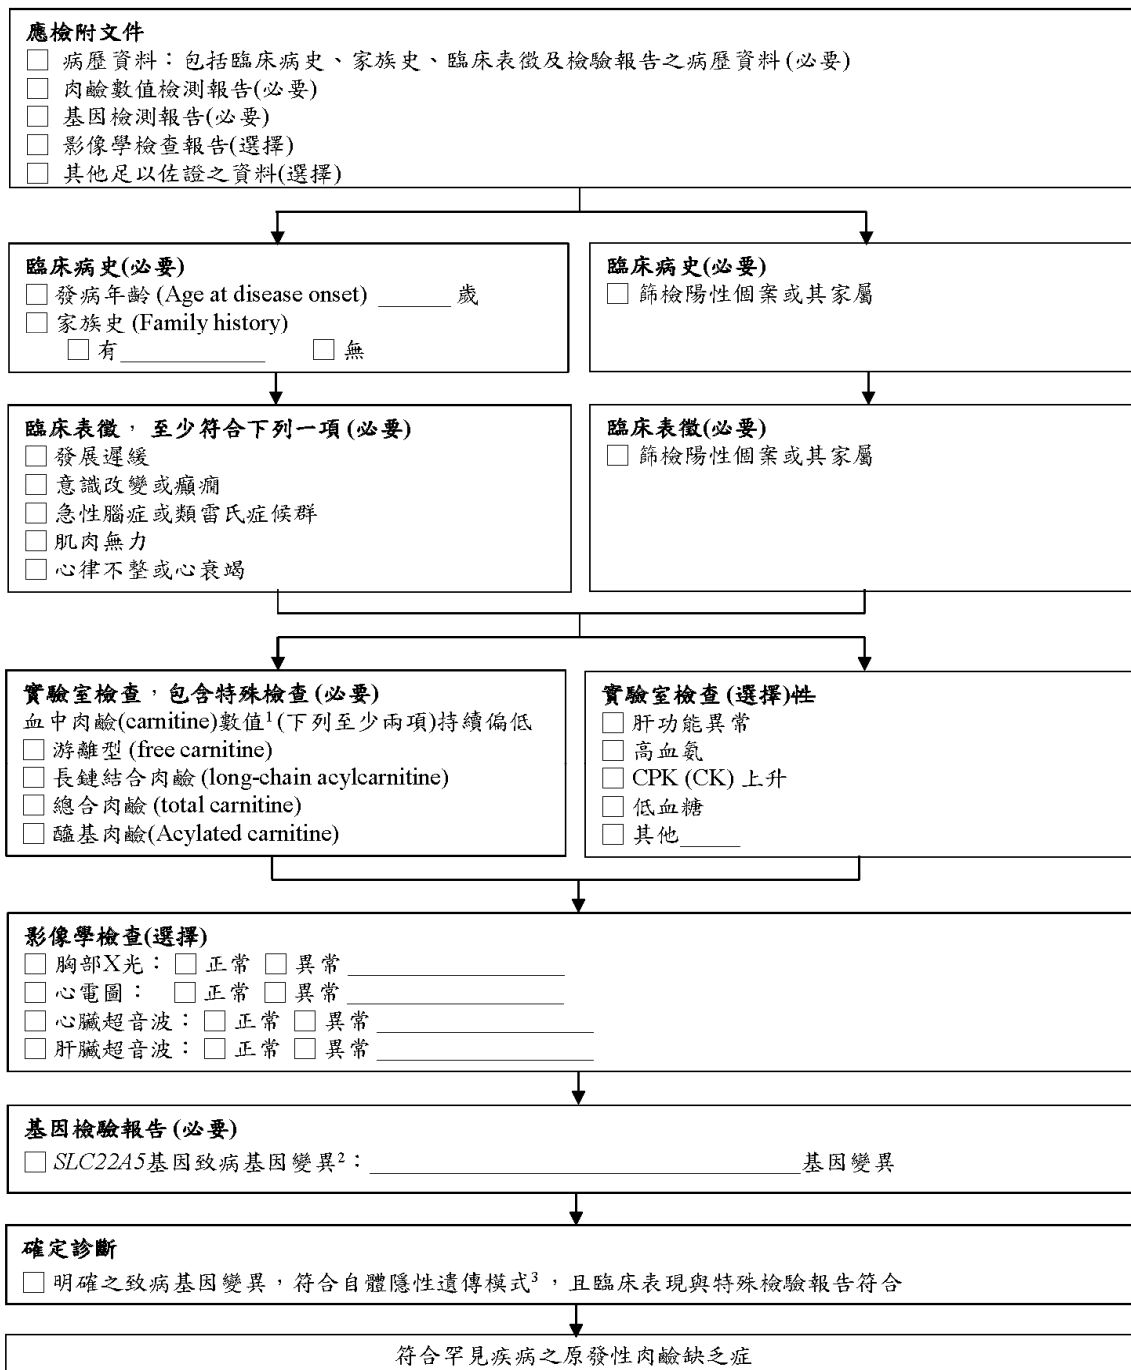 應檢附文件
□ 病歷資料：包括臨床病史、家族史、臨床表徵及檢驗報告之病歷資料(必要)
□ 肉鹼數值檢測報告(必要)
□ 基因檢測報告(必要)
□ 影像學檢查報告(選擇)
□ 其他足以佐證之資料(選擇)
臨床病史(必要)
□ 發病年齡 (Age at disease onset) ______ 歲
□ 家族史 (Family history)
□ 有____________ □ 無
臨床病史(必要)
□ 篩檢陽性個案或其家屬
臨床表徵，至少符合下列一項(必要)
□ 發展遲緩
□ 意識改變或癲癇
□ 急性腦症或類雷氏症候群
□ 肌肉無力
□ 心律不整或心衰竭
臨床表徵(必要)
□ 篩檢陽性個案或其家屬
實驗室檢查，包含特殊檢查(必要)
血中肉鹼(carnitine)數值¹(下列至少兩項)持續偏低
□ 游離型 (free carnitine)
□ 長鏈結合肉鹼 (long-chain acylcarnitine)
□ 總合肉鹼 (total carnitine)
□ 醯基肉鹼(Acylated carnitine)
實驗室檢查(選擇)性
□ 肝功能異常
□ 高血氨
□ CPK (CK) 上升
□ 低血糖
□ 其他_____
影像學檢查(選擇)
□ 胸部X光：□ 正常 □ 異常 __________________
□ 心電圖： □ 正常 □ 異常 __________________
□ 心臟超音波：□ 正常 □ 異常 __________________
□ 肝臟超音波：□ 正常 □ 異常 __________________
基因檢驗報告(必要)
□ SLC22A5基因致病基因變異²：____________________________________基因變異
確定診斷
□ 明確之致病基因變異，符合自體隱性遺傳模式³，且臨床表現與特殊檢驗報告符合
符合罕見疾病之原發性肉鹼缺乏症